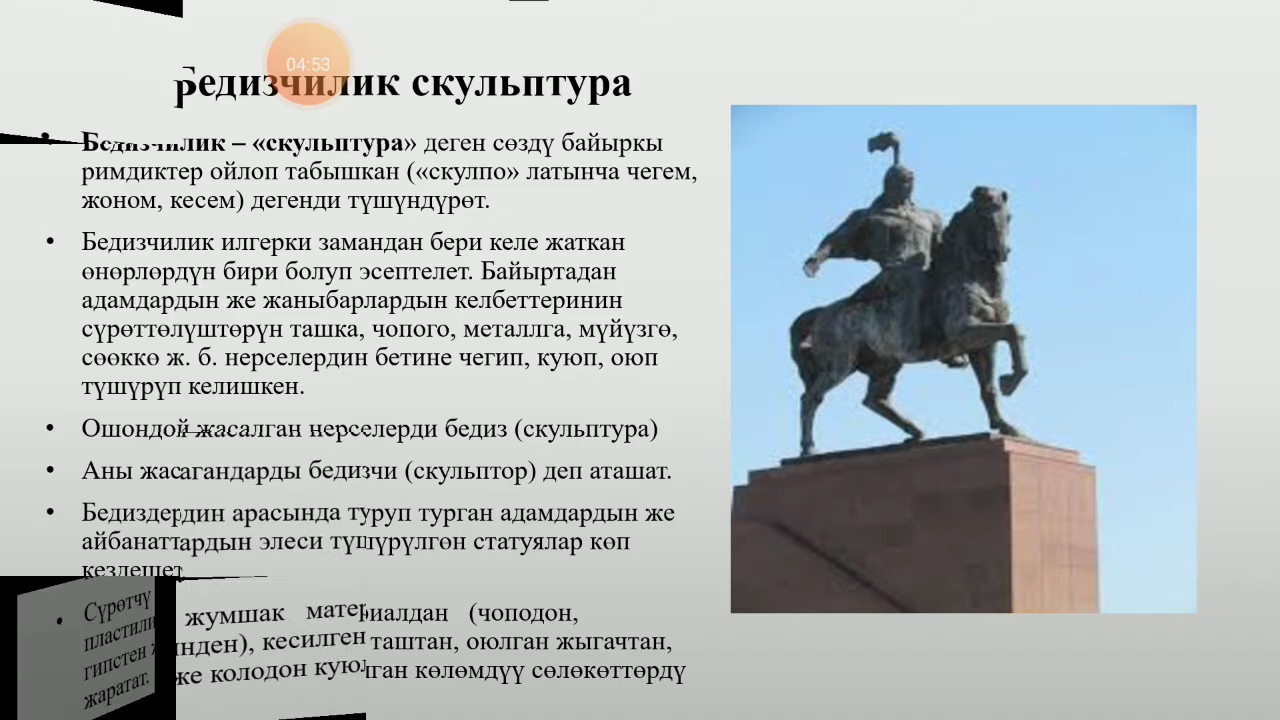 04:53
Бедизчилик скульптура
• Бедизчилик – «скульптура» деген сөздү байыркы
римдиктер ойлоп табышкан («скулпо» латынча чегем,
жоном, кесем) дегенди түшүндүрөт.
• Бедизчилик илгерки замандан бери келе жаткан
өнөрлөрдүн бири болуп эсептелет. Байыртадан
адамдардын же жаныбарлардын келбеттеринин
сүрөттөлүштөрүн ташка, чопого, металлга, мүйүзгө,
сөөккө ж. б. нерселердин бетине чегип, куюп, оюп
түшүрүп келишкен.
• Ошондой жасалган нерселерди бедиз (скульптура)
• Аны жасагандарды бедизчи (скульптор) деп аташат.
• Бедиздердин арасында туруп турган адамдардын же
айбанаттардын элеси түшүрүлгөн статуялар көп
кездешет
• Сүрөтчү жумшак материалдан (чоподон,
пластилинден), кесилген таштан, оюлган жыгачтан,
гипстен же колодон куюлган көлөмдүү сөлөкөттөрдү
жаратат.